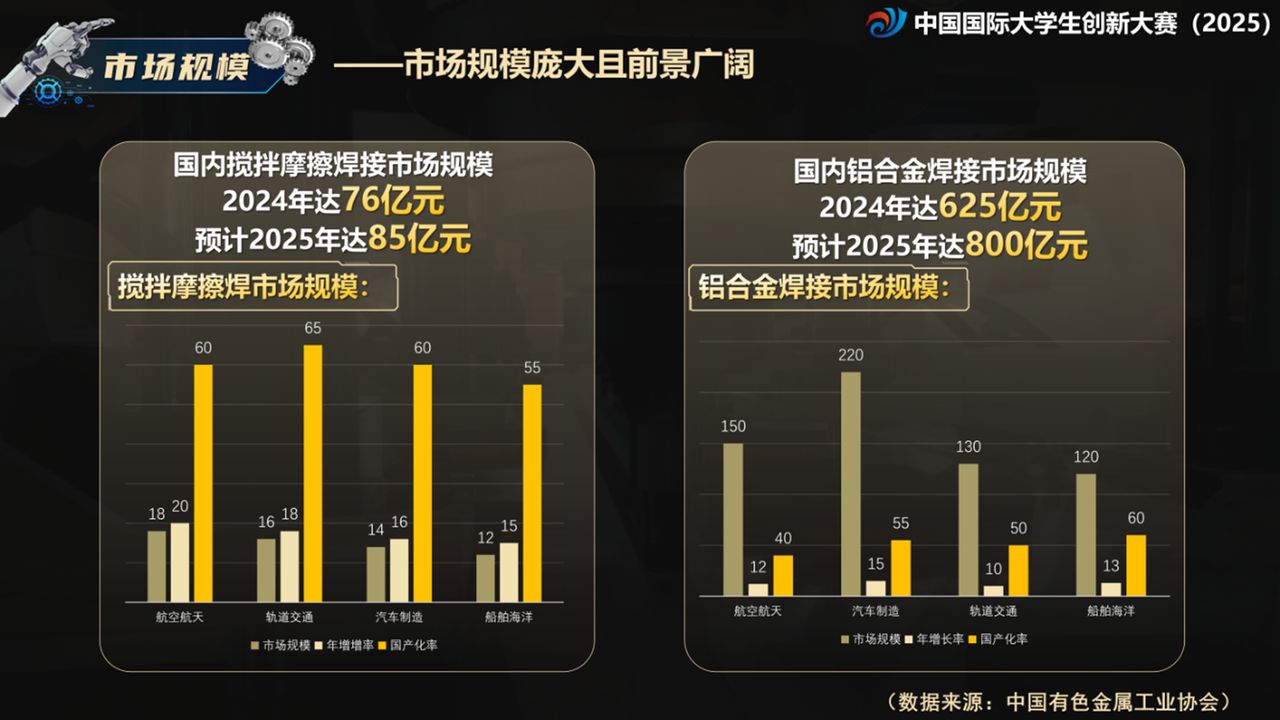 中国国际大学生创新大赛（2025）
市场规模
——市场规模庞大且前景广阔
国内搅拌摩擦焊接市场规模
2024年达76亿元
预计2025年达85亿元
搅拌摩擦焊市场规模：
60
65
60
55
18
20
16
18
14
16
12
15
航空航天
轨道交通
汽车制造
船舶海洋
市场规模 年增增率 国产化率
国内铝合金焊接市场规模
2024年达625亿元
预计2025年达800亿元
铝合金焊接市场规模：
150
220
130
120
12
40
15
55
10
50
13
60
航空航天
汽车制造
轨道交通
船舶海洋
市场规模 年增长率 国产化率
（数据来源：中国有色金属工业协会）